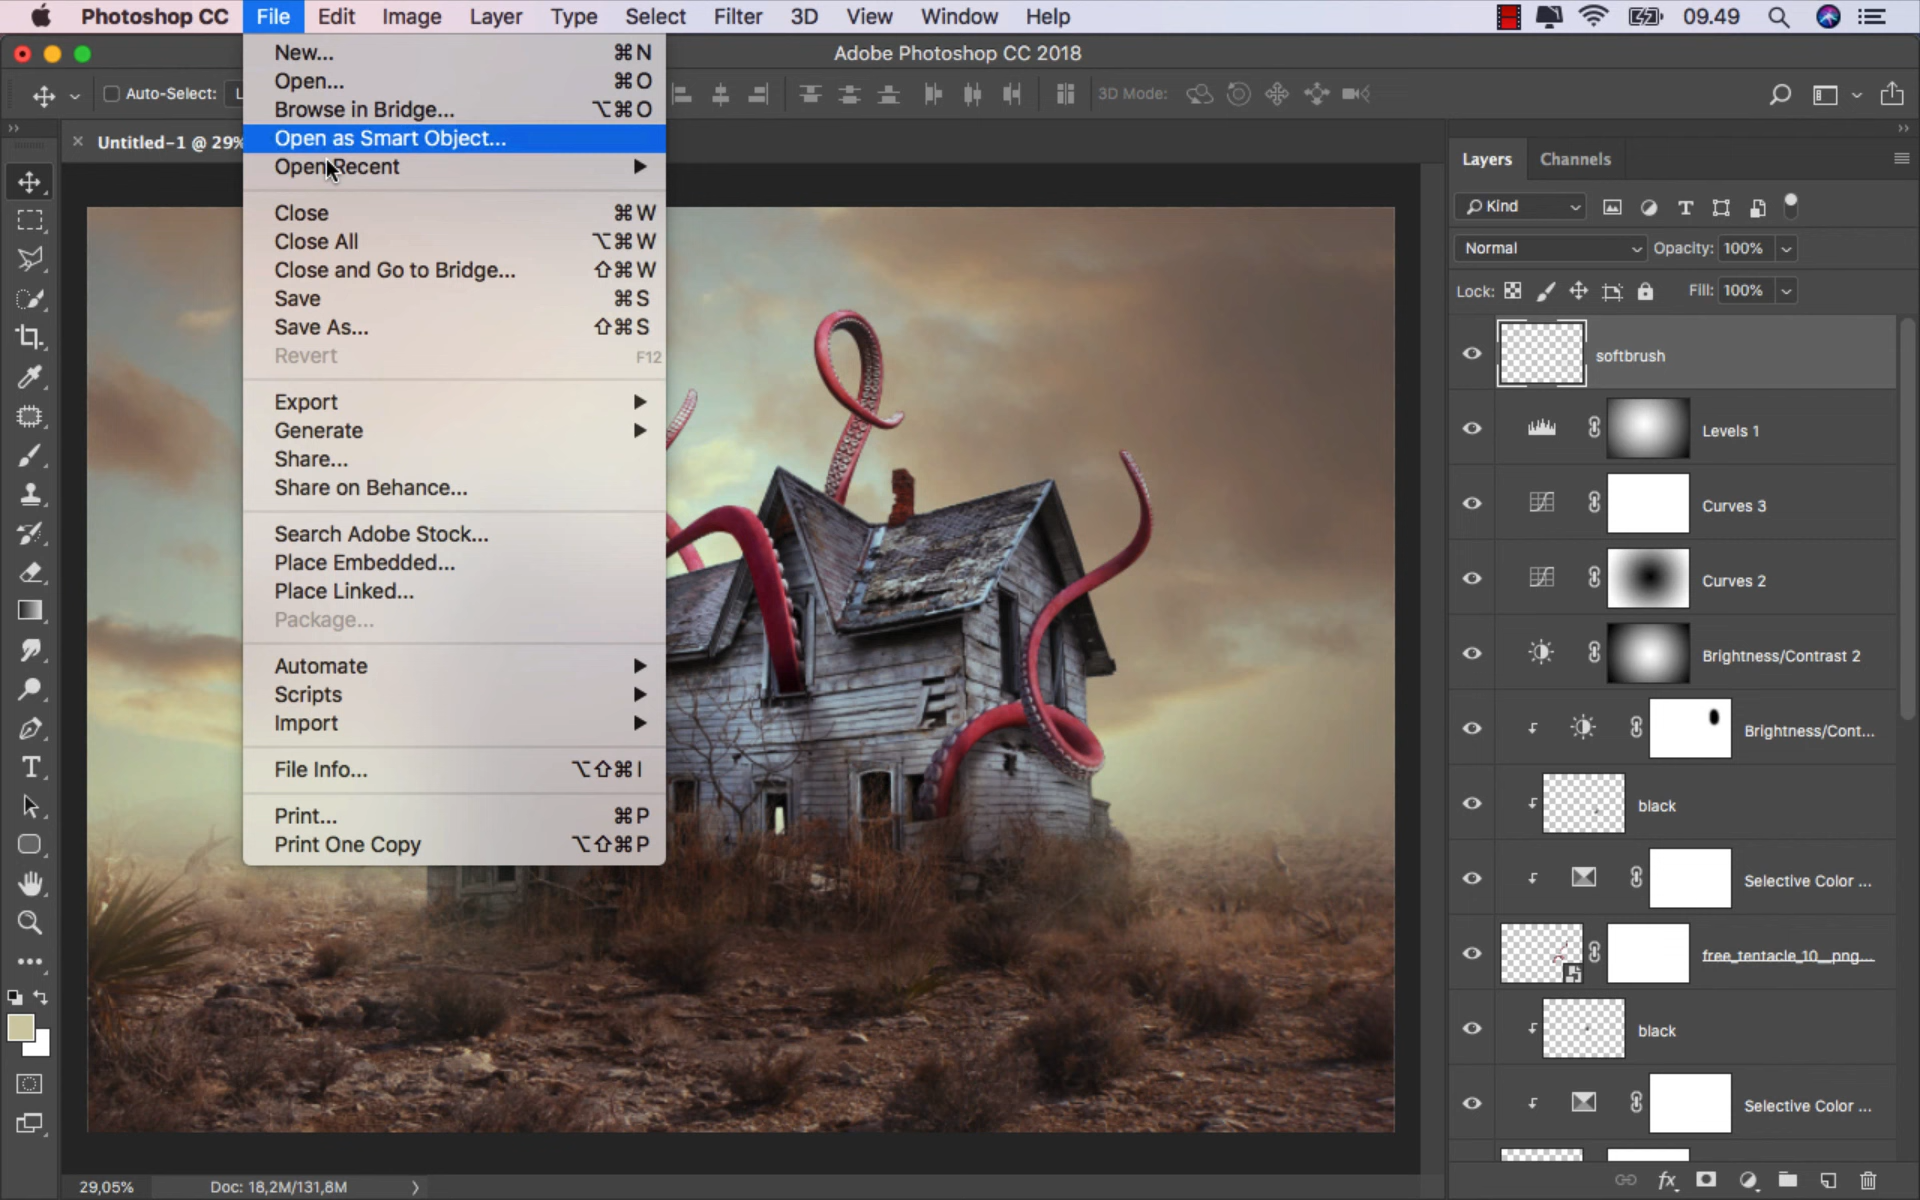 Photoshop CC File Edit Image Layer Type Select Filter 3D View Window Help 09.49
Adobe Photoshop CC 2018
Auto-Select: 3D Mode:
Untitled-1 @ 29%
New... ⌘N
Open... ⌘O
Browse in Bridge... ⌥⌘O
Open as Smart Object...
Open Recent
Close ⌘W
Close All ⌥⌘W
Close and Go to Bridge... ⇧⌘W
Save ⌘S
Save As... ⇧⌘S
Revert F12
Export
Generate
Share...
Share on Behance...
Search Adobe Stock...
Place Embedded...
Place Linked...
Package...
Automate
Scripts
Import
File Info... ⌥⇧⌘I
Print... ⌘P
Print One Copy ⌥⇧⌘P
Layers Channels
Kind
Normal Opacity: 100%
Lock: Fill: 100%
softbrush
Levels 1
Curves 3
Curves 2
Brightness/Contrast 2
Brightness/Cont...
black
Selective Color ...
free_tentacle_10__png...
black
Selective Color ...
29,05% Doc: 18,2M/131,8M